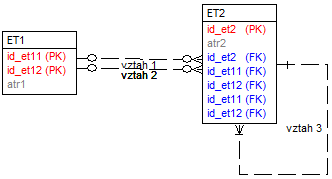 ET1
id_et11 (PK)
id_et12 (PK)
atr1
vztah 1
vztah 2
ET2
id_et2 (PK)
atr2
id_et2 (FK)
id_et11 (FK)
id_et12 (FK)
id_et11 (FK)
id_et12 (FK)
vztah 3